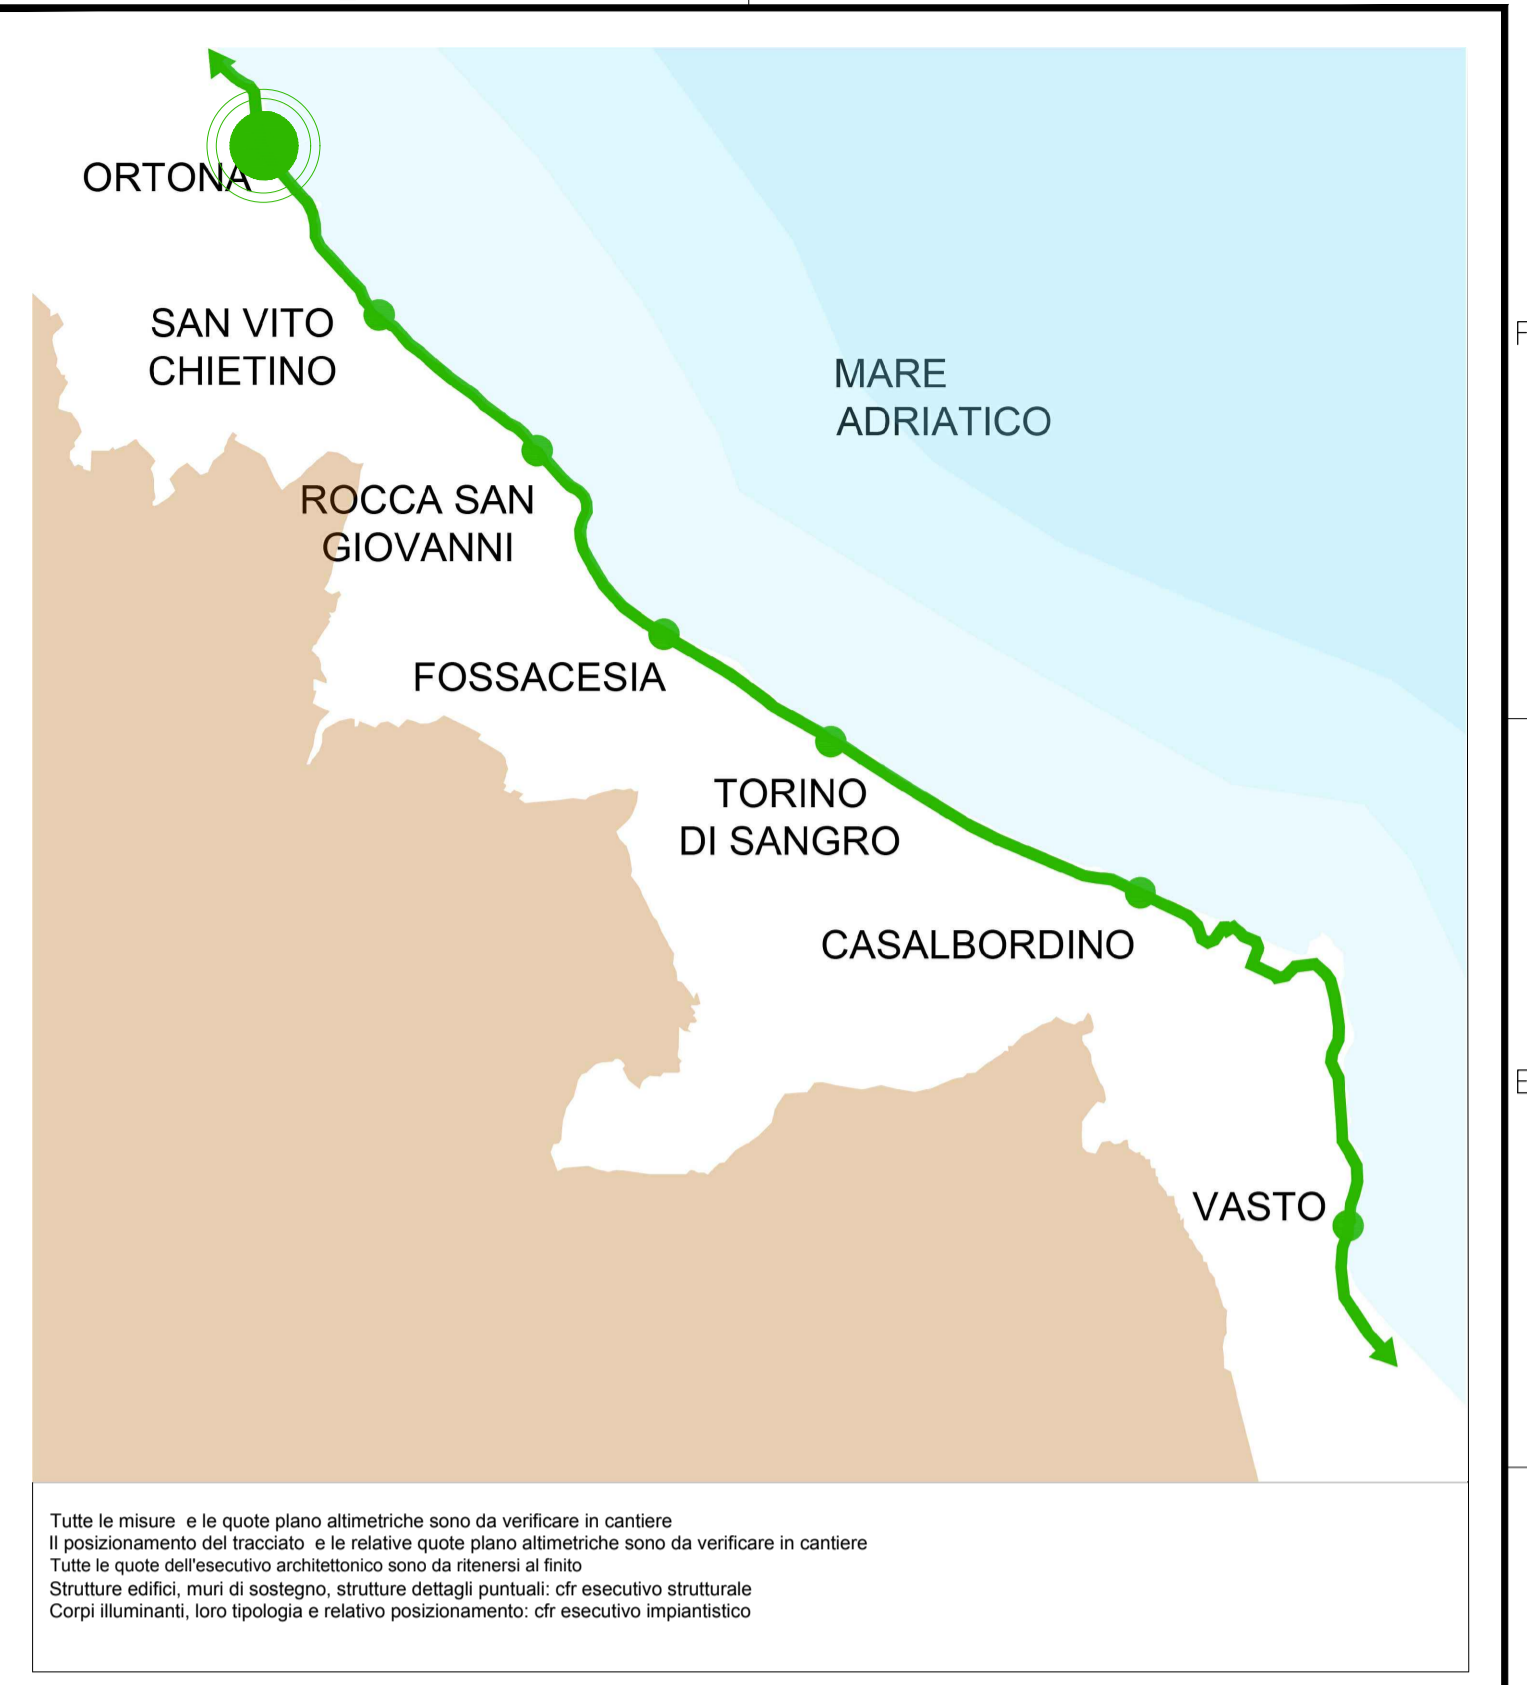 ORTONA
SAN VITO
CHIETINO
MARE
ADRIATICO
ROCCA SAN
GIOVANNI
FOSSACESIA
TORINO
DI SANGRO
CASALBORDINO
VASTO
F
E
Tutte le misure e le quote plano altimetriche sono da verificare in cantiere
Il posizionamento del tracciato e le relative quote plano altimetriche sono da verificare in cantiere
Tutte le quote dell'esecutivo architettonico sono da ritenersi al finito
Strutture edifici, muri di sostegno, strutture dettagli puntuali: cfr esecutivo strutturale
Corpi illuminanti, loro tipologia e relativo posizionamento: cfr esecutivo impiantistico